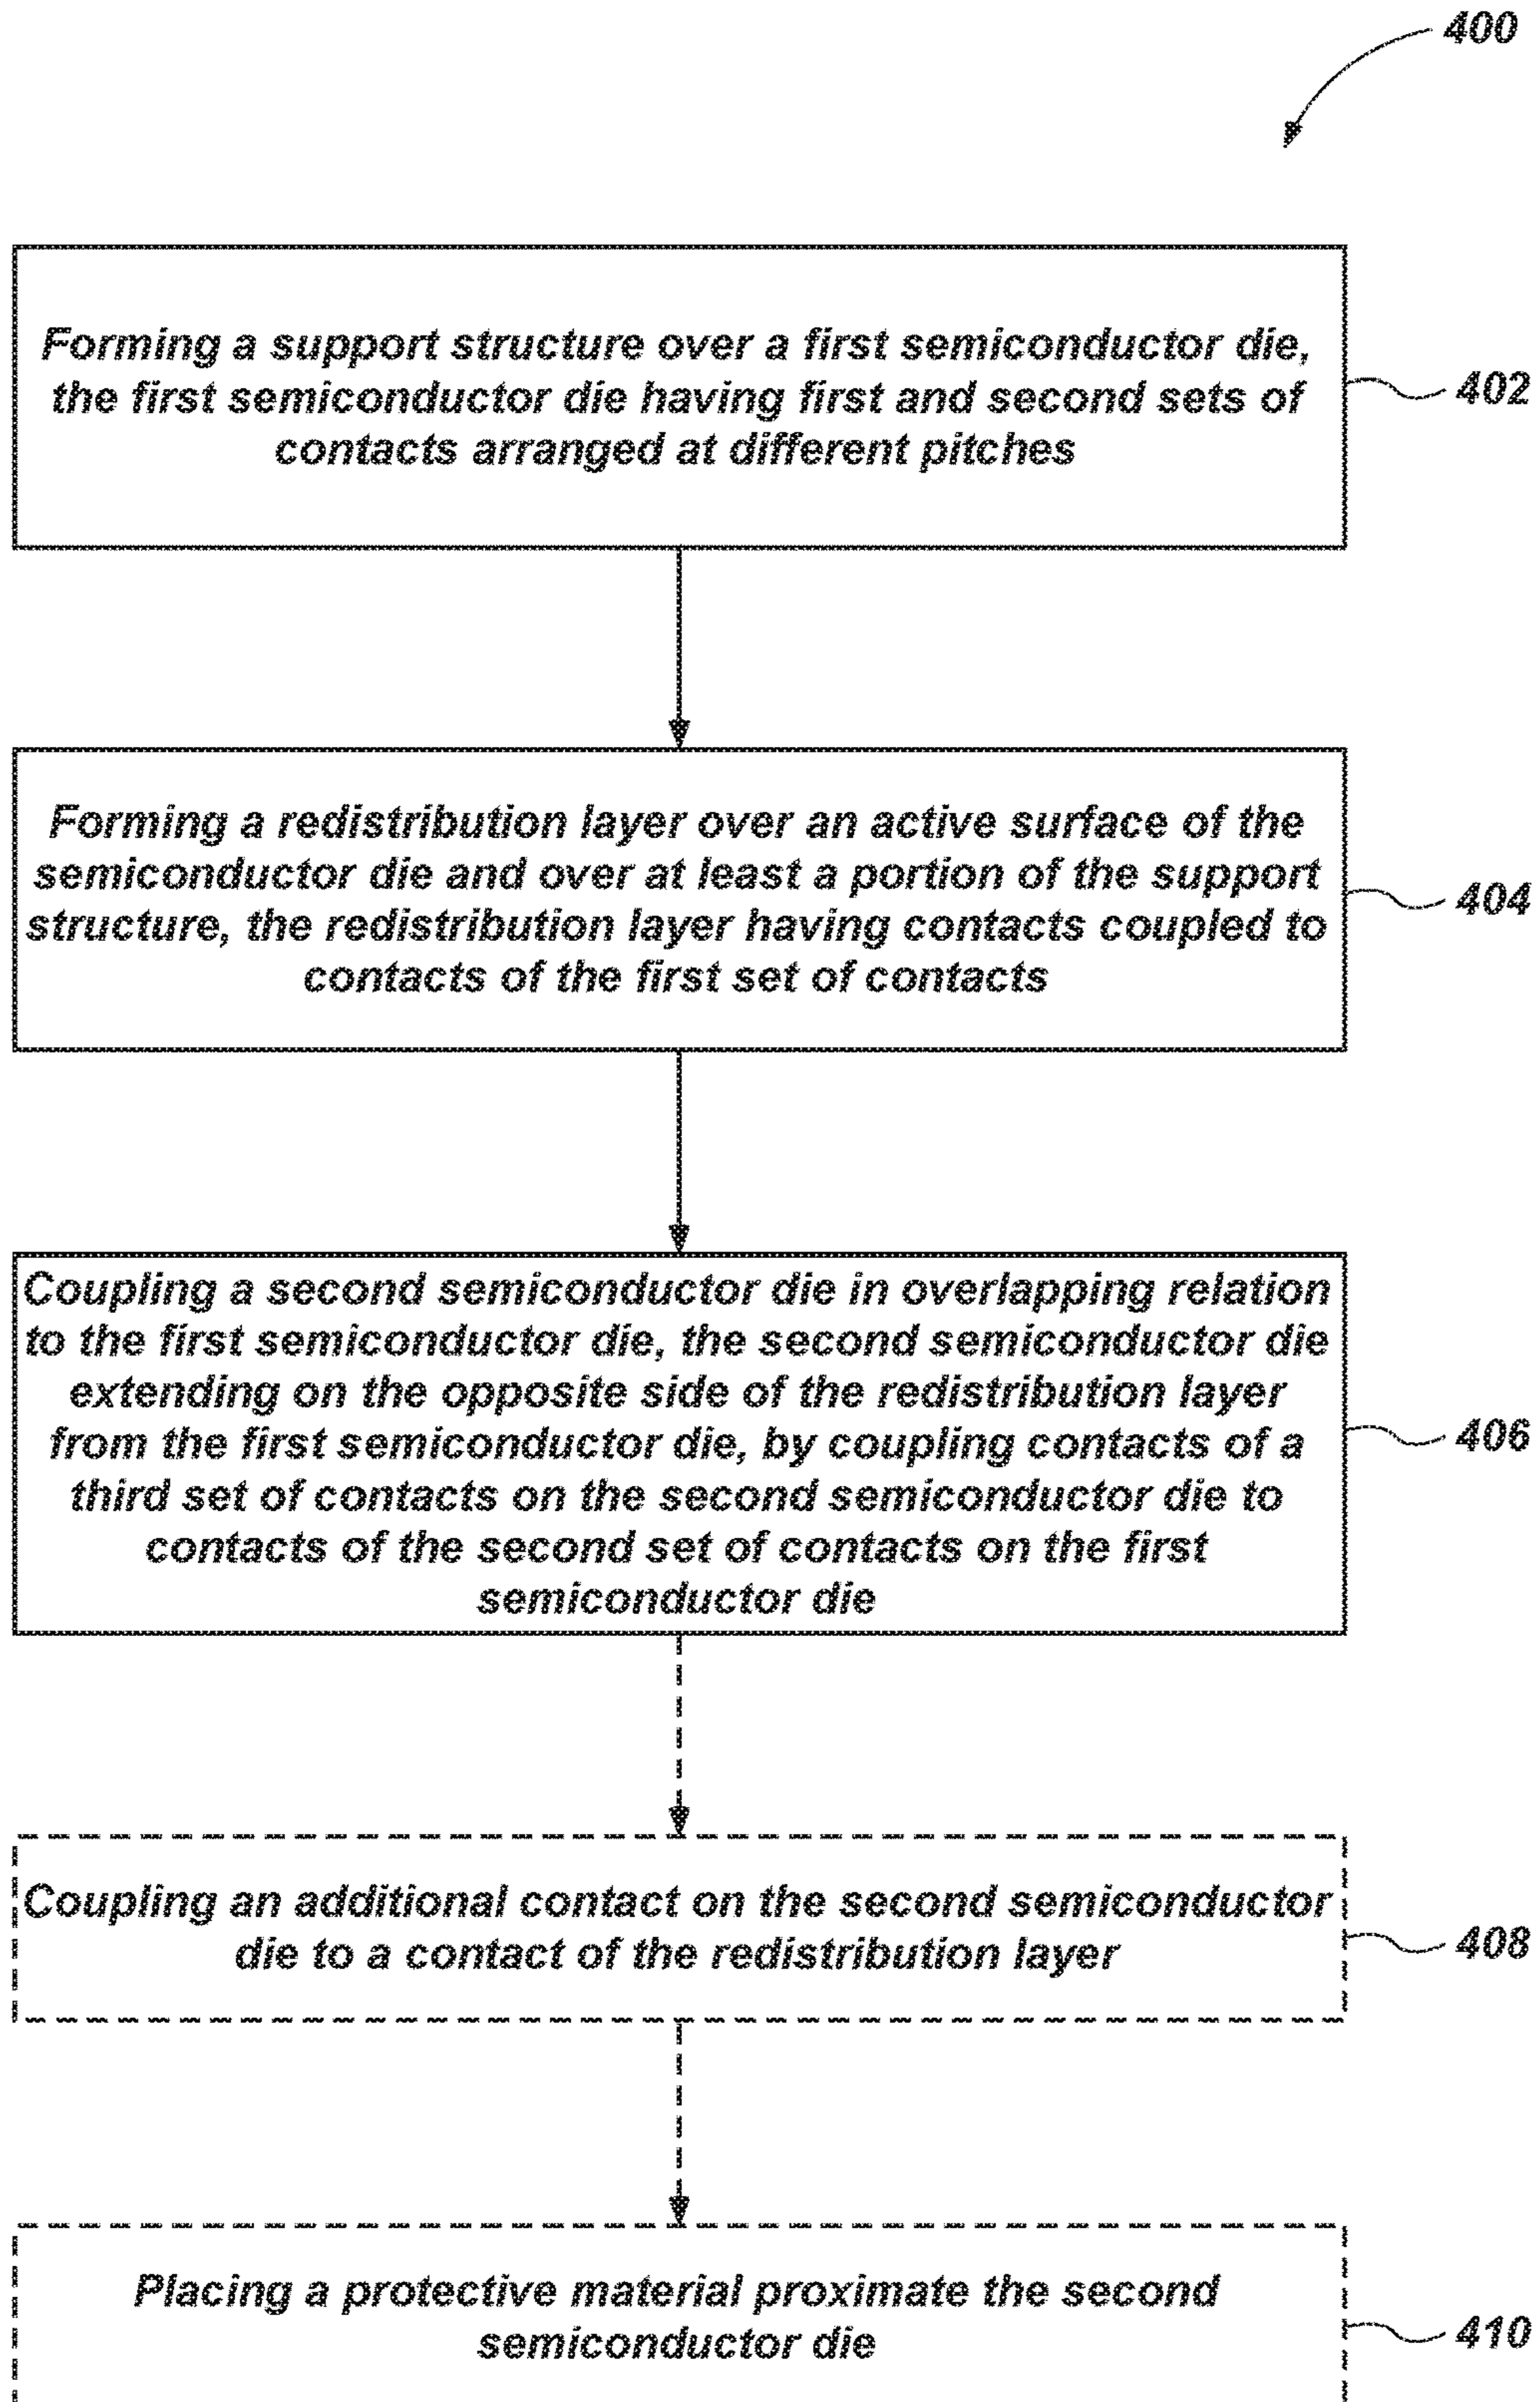 400
Forming a support structure over a first semiconductor die,
the first semiconductor die having first and second sets of
contacts arranged at different pitches
402
Forming a redistribution layer over an active surface of the
semiconductor die and over at least a portion of the support
structure, the redistribution layer having contacts coupled to
contacts of the first set of contacts
404
Coupling a second semiconductor die in overlapping relation
to the first semiconductor die, the second semiconductor die
extending on the opposite side of the redistribution layer
from the first semiconductor die, by coupling contacts of a
third set of contacts on the second semiconductor die to
contacts of the second set of contacts on the first
semiconductor die
406
Coupling an additional contact on the second semiconductor
die to a contact of the redistribution layer
408
Placing a protective material proximate the second
semiconductor die
410